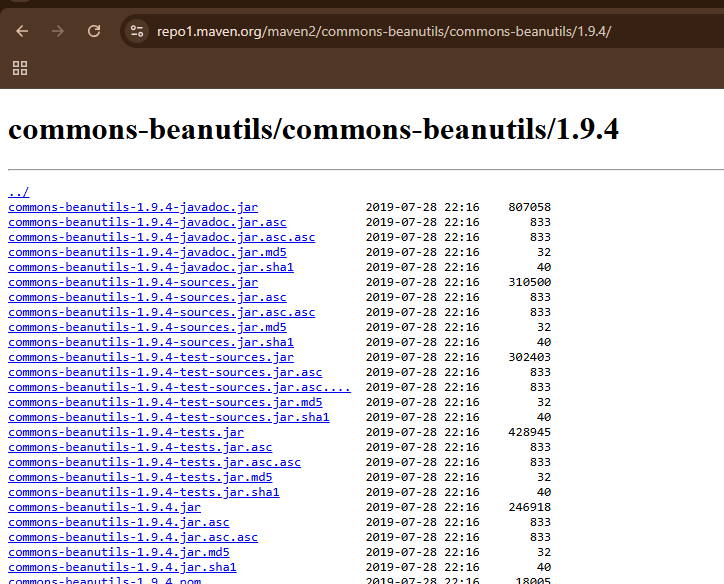 repo1.maven.org/maven2/commons-beanutils/commons-beanutils/1.9.4/
commons-beanutils/commons-beanutils/1.9.4
../
commons-beanutils-1.9.4-javadoc.jar 2019-07-28 22:16 807058
commons-beanutils-1.9.4-javadoc.jar.asc 2019-07-28 22:16 833
commons-beanutils-1.9.4-javadoc.jar.asc.asc 2019-07-28 22:16 833
commons-beanutils-1.9.4-javadoc.jar.md5 2019-07-28 22:16 32
commons-beanutils-1.9.4-javadoc.jar.sha1 2019-07-28 22:16 40
commons-beanutils-1.9.4-sources.jar 2019-07-28 22:16 310500
commons-beanutils-1.9.4-sources.jar.asc 2019-07-28 22:16 833
commons-beanutils-1.9.4-sources.jar.asc.asc 2019-07-28 22:16 833
commons-beanutils-1.9.4-sources.jar.md5 2019-07-28 22:16 32
commons-beanutils-1.9.4-sources.jar.sha1 2019-07-28 22:16 40
commons-beanutils-1.9.4-test-sources.jar 2019-07-28 22:16 302403
commons-beanutils-1.9.4-test-sources.jar.asc 2019-07-28 22:16 833
commons-beanutils-1.9.4-test-sources.jar.asc.... 2019-07-28 22:16 833
commons-beanutils-1.9.4-test-sources.jar.md5 2019-07-28 22:16 32
commons-beanutils-1.9.4-test-sources.jar.sha1 2019-07-28 22:16 40
commons-beanutils-1.9.4-tests.jar 2019-07-28 22:16 428945
commons-beanutils-1.9.4-tests.jar.asc 2019-07-28 22:16 833
commons-beanutils-1.9.4-tests.jar.asc.asc 2019-07-28 22:16 833
commons-beanutils-1.9.4-tests.jar.md5 2019-07-28 22:16 32
commons-beanutils-1.9.4-tests.jar.sha1 2019-07-28 22:16 40
commons-beanutils-1.9.4.jar 2019-07-28 22:16 246918
commons-beanutils-1.9.4.jar.asc 2019-07-28 22:16 833
commons-beanutils-1.9.4.jar.asc.asc 2019-07-28 22:16 833
commons-beanutils-1.9.4.jar.md5 2019-07-28 22:16 32
commons-beanutils-1.9.4.jar.sha1 2019-07-28 22:16 40
commons-beanutils-1.9.4.pom 2019-07-28 22:16 18005